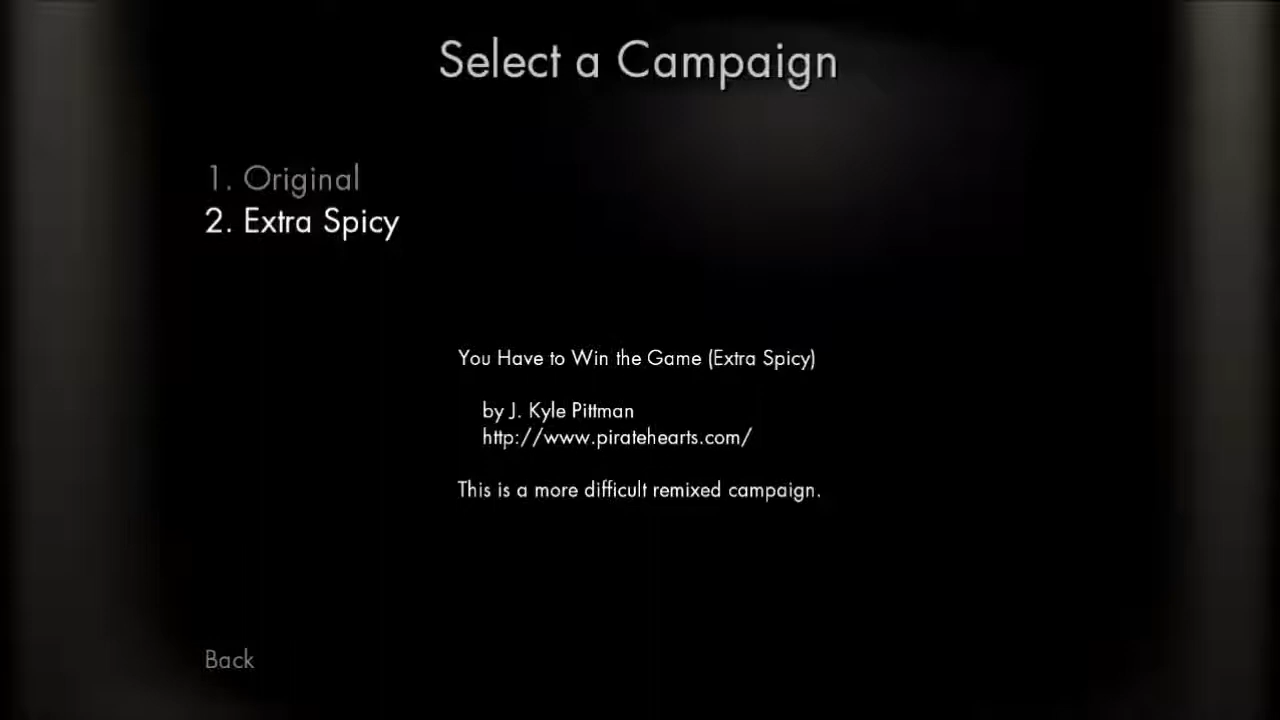 Select a Campaign
1. Original
2. Extra Spicy
You Have to Win the Game (Extra Spicy)
by J. Kyle Pittman
http://www.piratehearts.com/
This is a more difficult remixed campaign.
Back